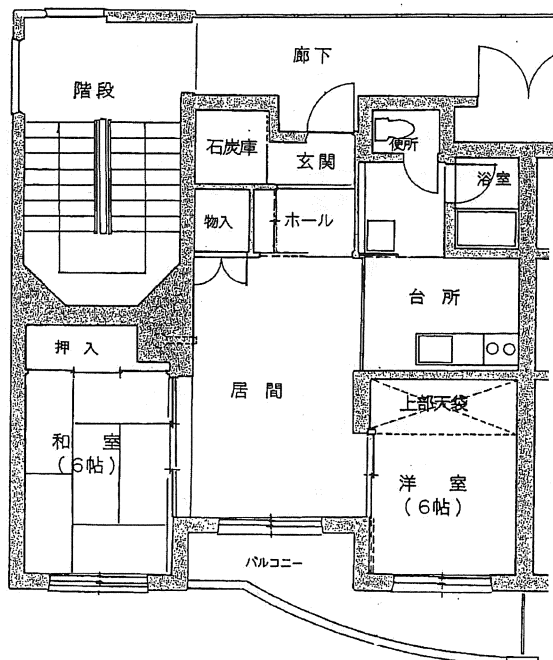 廊下
階段
石炭庫
玄関
便所
浴室
物入
ホール
台所
押入
居間
上部天袋
和室
(6帖)
洋室
(6帖)
バルコニー